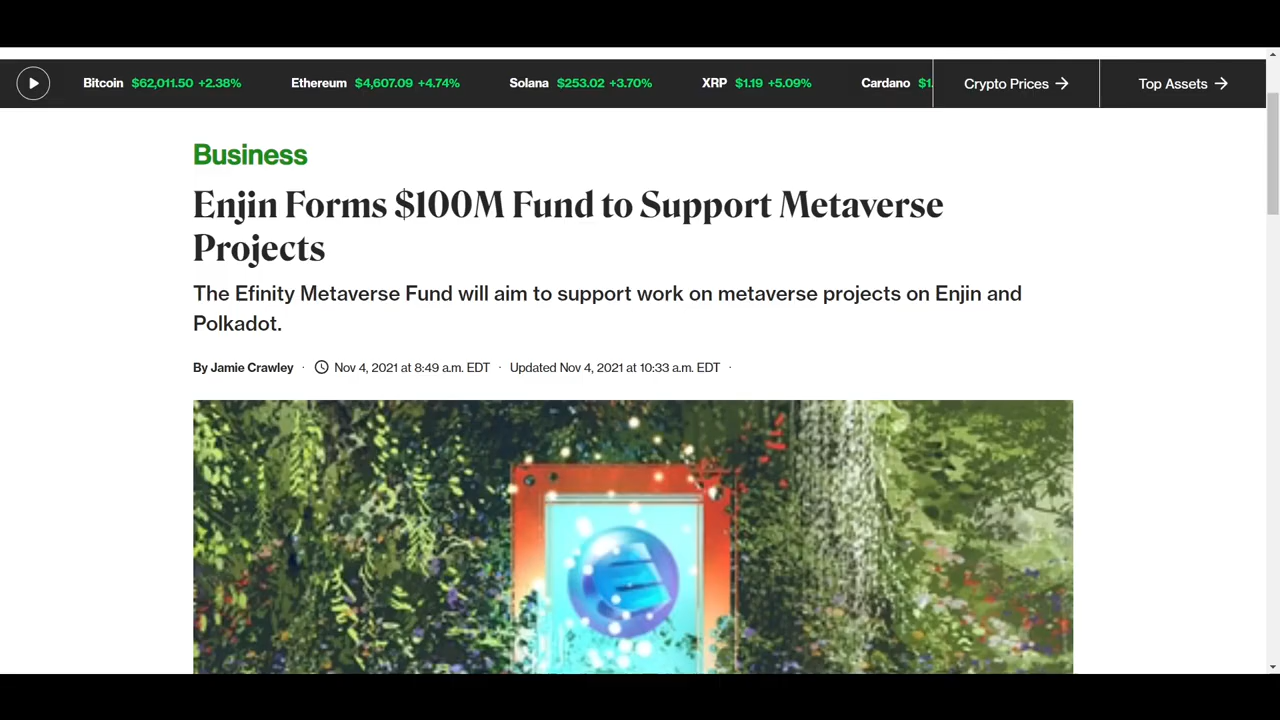 Bitcoin $62,011.50 +2.38% Ethereum $4,607.09 +4.74% Solana $253.02 +3.70% XRP $1.19 +5.09% Cardano $1. Crypto Prices → Top Assets →
Business
Enjin Forms $100M Fund to Support Metaverse
Projects
The Efinity Metaverse Fund will aim to support work on metaverse projects on Enjin and
Polkadot.
By Jamie Crawley · Nov 4, 2021 at 8:49 a.m. EDT · Updated Nov 4, 2021 at 10:33 a.m. EDT ·